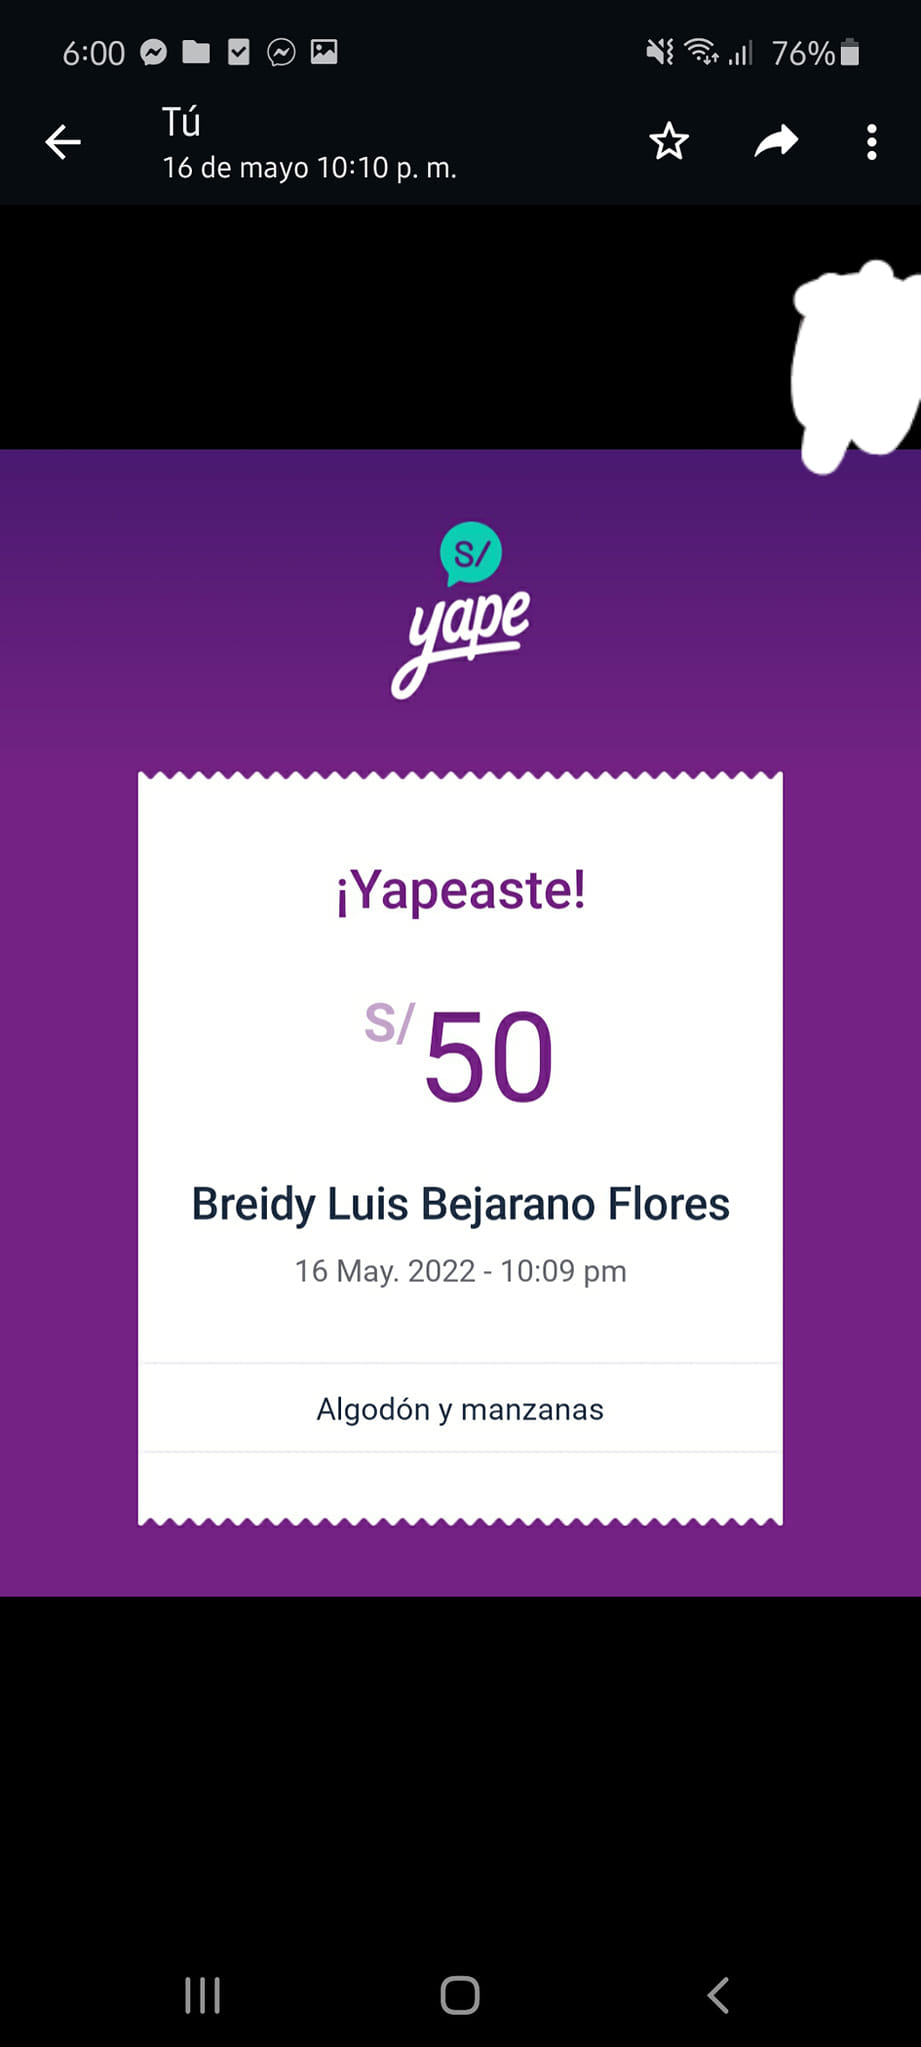 6:00 76%
Tú
16 de mayo 10:10 p. m.
S/
yape
¡Yapeaste!
S/ 50
Breidy Luis Bejarano Flores
16 May. 2022 - 10:09 pm
Algodón y manzanas